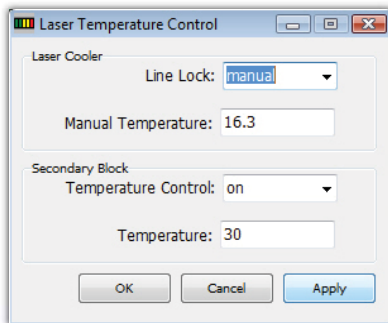 Laser Temperature Control
Laser Cooler
Line Lock: manual
Manual Temperature: 16.3
Secondary Block
Temperature Control: on
Temperature: 30
OK Cancel Apply